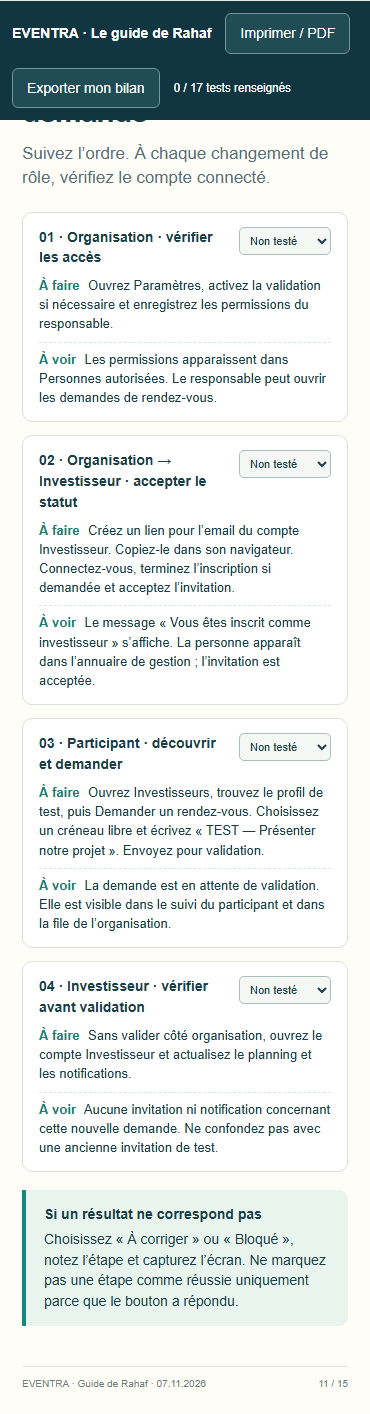 EVENTRA · Le guide de Rahaf
Imprimer / PDF
Exporter mon bilan
0 / 17 tests renseignés
Suivez l’ordre. À chaque changement de
rôle, vérifiez le compte connecté.
01 · Organisation · vérifier
les accès
Non testé
À faire Ouvrez Paramètres, activez la validation
si nécessaire et enregistrez les permissions du
responsable.
À voir Les permissions apparaissent dans
Personnes autorisées. Le responsable peut ouvrir
les demandes de rendez-vous.
02 · Organisation →
Investisseur · accepter le
statut
Non testé
À faire Créez un lien pour l’email du compte
Investisseur. Copiez-le dans son navigateur.
Connectez-vous, terminez l’inscription si
demandée et acceptez l’invitation.
À voir Le message « Vous êtes inscrit comme
investisseur » s’affiche. La personne apparaît
dans l’annuaire de gestion ; l’invitation est
acceptée.
03 · Participant · découvrir
et demander
Non testé
À faire Ouvrez Investisseurs, trouvez le profil de
test, puis Demander un rendez-vous. Choisissez
un créneau libre et écrivez « TEST — Présenter
notre projet ». Envoyez pour validation.
À voir La demande est en attente de validation.
Elle est visible dans le suivi du participant et dans
la file de l’organisation.
04 · Investisseur · vérifier
avant validation
Non testé
À faire Sans valider côté organisation, ouvrez le
compte Investisseur et actualisez le planning et
les notifications.
À voir Aucune invitation ni notification concernant
cette nouvelle demande. Ne confondez pas avec
une ancienne invitation de test.
Si un résultat ne correspond pas
Choisissez « À corriger » ou « Bloqué »,
notez l’étape et capturez l’écran. Ne marquez
pas une étape comme réussie uniquement
parce que le bouton a répondu.
EVENTRA · Guide de Rahaf · 07.11.2026
11 / 15